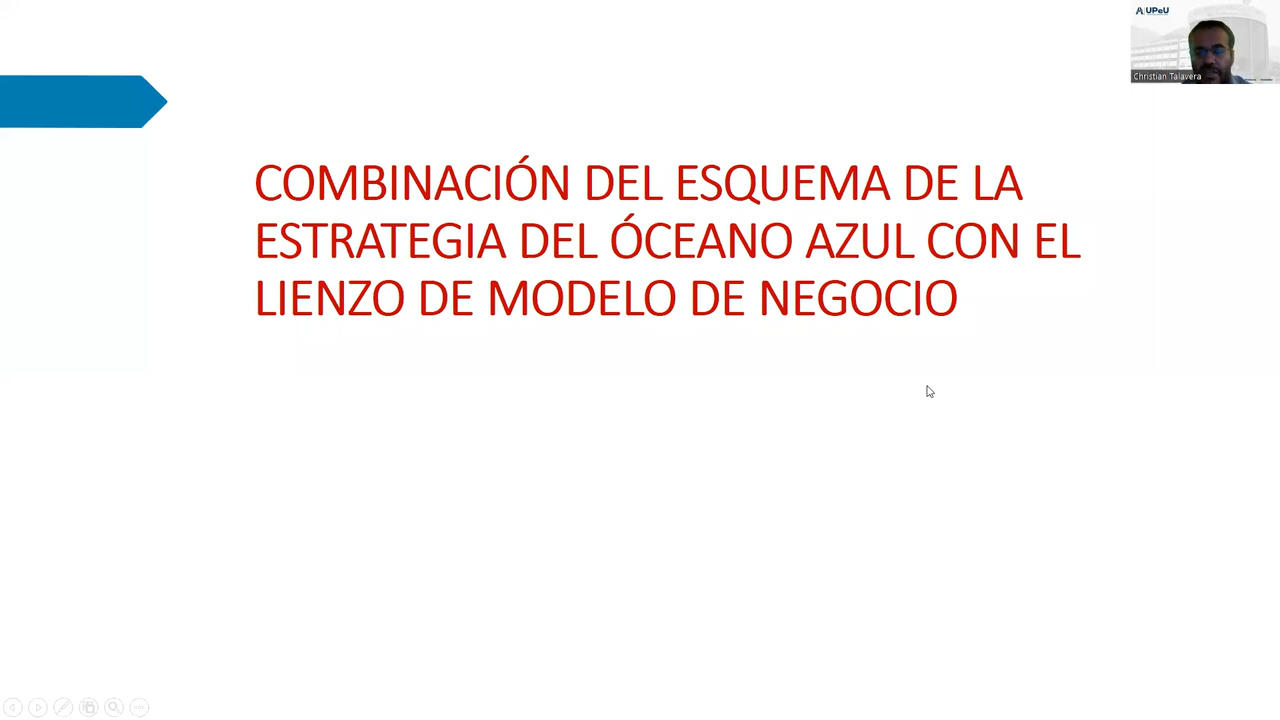 UPeU
Christian Talavera
COMBINACIÓN DEL ESQUEMA DE LA
ESTRATEGIA DEL ÓCEANO AZUL CON EL
LIENZO DE MODELO DE NEGOCIO